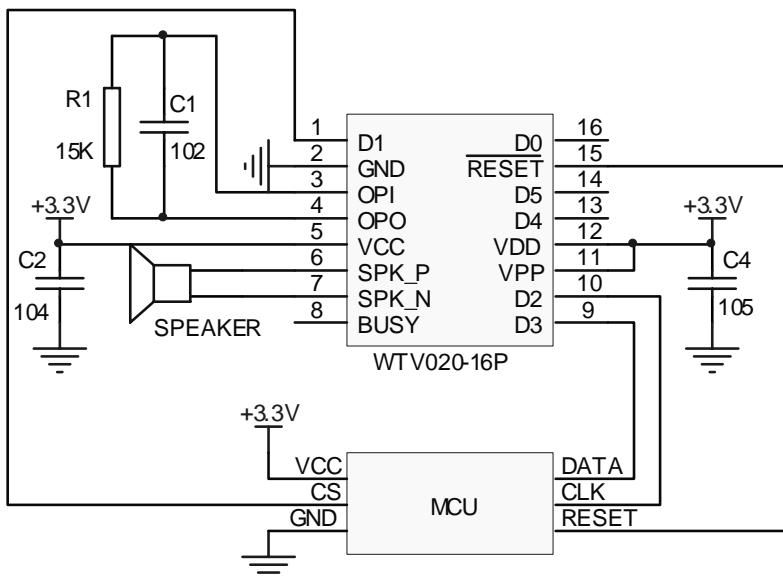 R1
15K
C1
102
1 D1
2 GND
3 OPI
4 OPO
5 VCC
6 SPK_P
7 SPK_N
8 BUSY
D0 16
RESET 15
D5 14
D4 13
VDD 12
VPP 11
D2 10
D3 9
WTV020-16P
+3.3V
C2
104
SPEAKER
+3.3V
C4
105
+3.3V
VCC
CS
GND
MCU
DATA
CLK
RESET